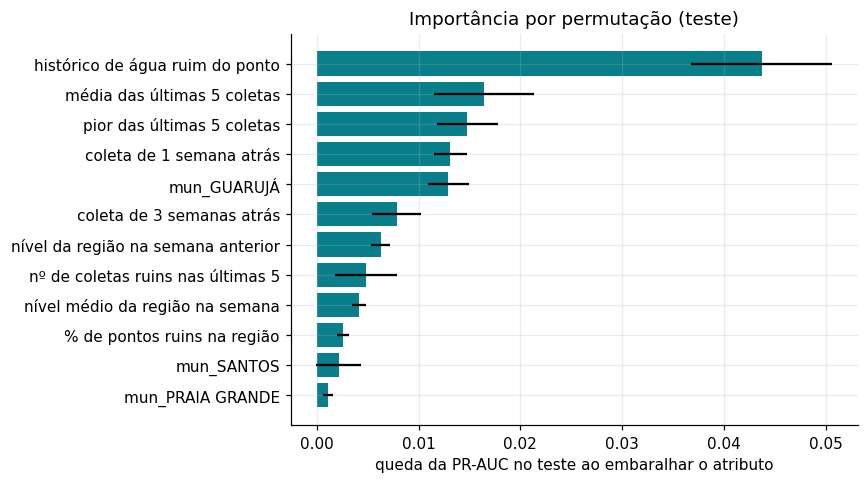 Importância por permutação (teste)
histórico de água ruim do ponto
média das últimas 5 coletas
pior das últimas 5 coletas
coleta de 1 semana atrás
mun_GUARUJÁ
coleta de 3 semanas atrás
nível da região na semana anterior
nº de coletas ruins nas últimas 5
nível médio da região na semana
% de pontos ruins na região
mun_SANTOS
mun_PRAIA GRANDE
0.00 0.01 0.02 0.03 0.04 0.05
queda da PR-AUC no teste ao embaralhar o atributo